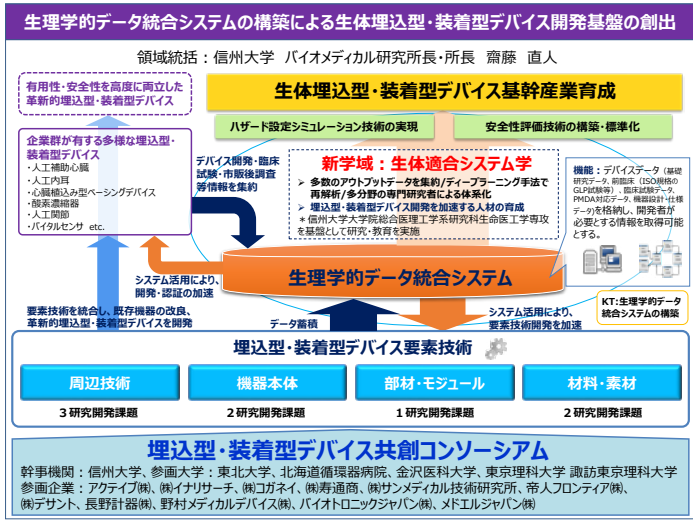 生理学的データ統合システムの構築による生体埋込型・装着型デバイス開発基盤の創出
領域統括：信州大学 バイオメディカル研究所長・所長 齋藤 直人
有用性・安全性を高度に両立した
革新的埋込型・装着型デバイス
生体埋込型・装着型デバイス基幹産業育成
ハザード設定シミュレーション技術の実現
安全性評価技術の構築・標準化
企業群が有する多様な埋込型・
装着型デバイス
・人工補助心臓
・人工内耳
・心臓植込み型ペーシングデバイス
・酸素濃縮器
・人工関節
・バイタルセンサ etc.
デバイス開発・臨床
試験・市販後調査
等情報を集約
新学域：生体適合システム学
➢ 多数のアウトプットデータを集約/ディープラーニング手法で
再解析/多分野の専門研究者による体系化
➢ 埋込型・装着型デバイス開発を加速する人材の育成
＊信州大学大学院総合医理工学系研究科生命医工学専攻
を基盤として研究・教育を実施
機能：デバイスデータ（基礎
研究データ、前臨床（ISO規格の
GLP試験等）、臨床試験データ、
PMDA対応データ、機器設計・仕様
データ)を格納し、開発者が
必要とする情報を取得可能
とする。
生理学的データ統合システム
システム活用により、
開発・認証の加速
KT:生理学的データ
統合システムの構築
要素技術を統合し、既存機器の改良、
革新的埋込型・装着型デバイスを開発
データ蓄積
システム活用により、
要素技術開発を加速
埋込型・装着型デバイス要素技術
周辺技術
機器本体
部材・モジュール
材料・素材
３研究開発課題
２研究開発課題
１研究開発課題
２研究開発課題
埋込型・装着型デバイス共創コンソーシアム
幹事機関：信州大学、参画大学：東北大学、北海道循環器病院、金沢医科大学、東京理科大学 諏訪東京理科大学
参画企業：アクティブ㈱、㈱イナリサーチ、㈱コガネイ、㈱寿通商、㈱サンメディカル技術研究所、帝人フロンティア㈱、
㈱デサント、長野計器㈱、野村メディカルデバイス㈱、バイオトロニックジャパン㈱、メドエルジャパン㈱